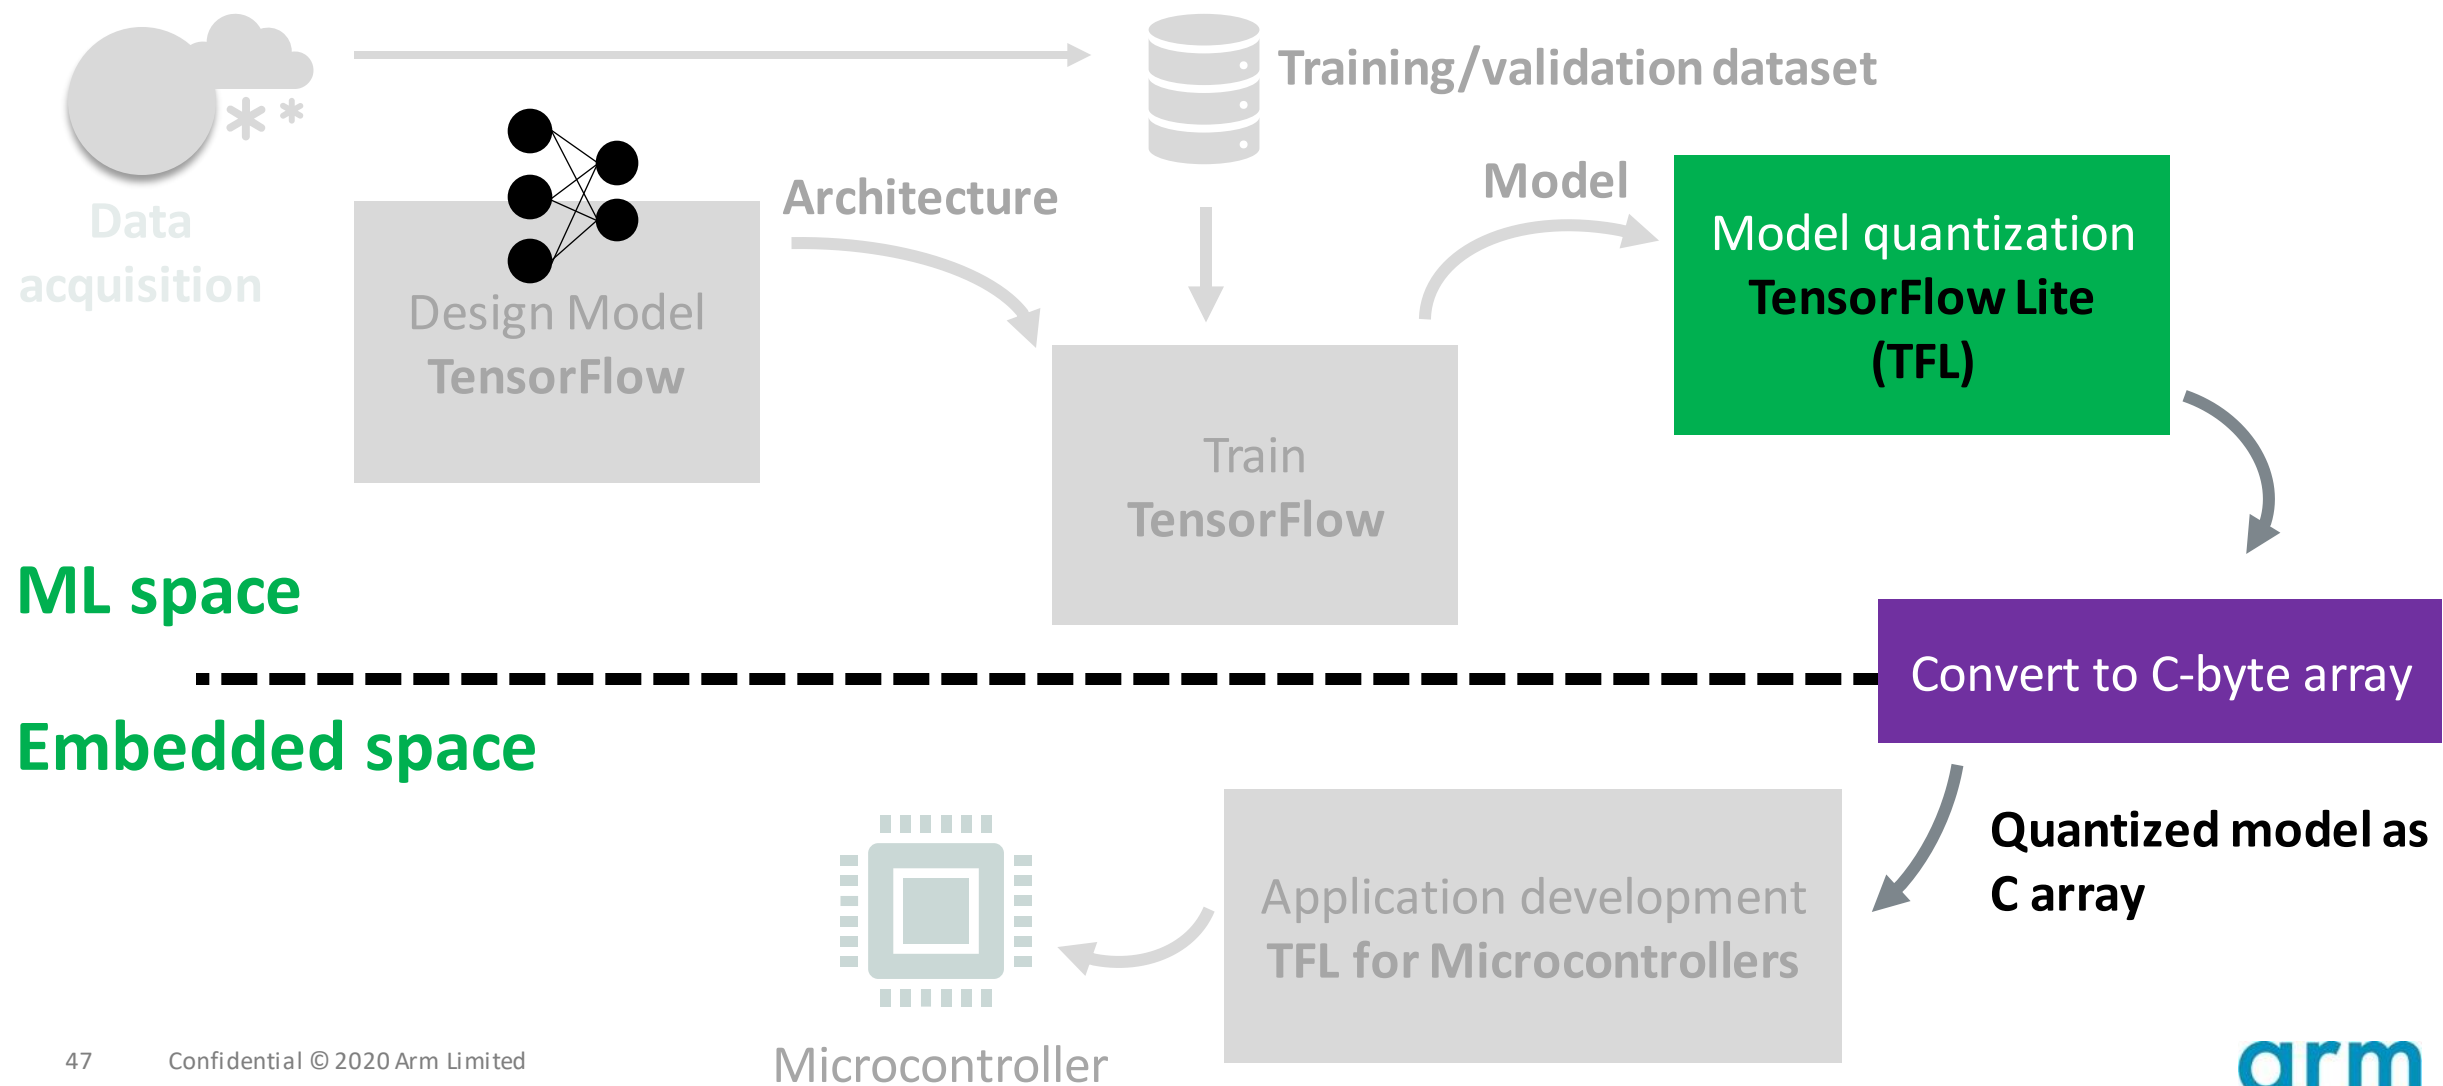 Training/validation dataset
Data
acquisition
Architecture
Model
Design Model
TensorFlow
Model quantization
TensorFlow Lite
(TFL)
Train
TensorFlow
ML space
Convert to C-byte array
Embedded space
Quantized model as
C array
Application development
TFL for Microcontrollers
Microcontroller
47
Confidential © 2020 Arm Limited
arm